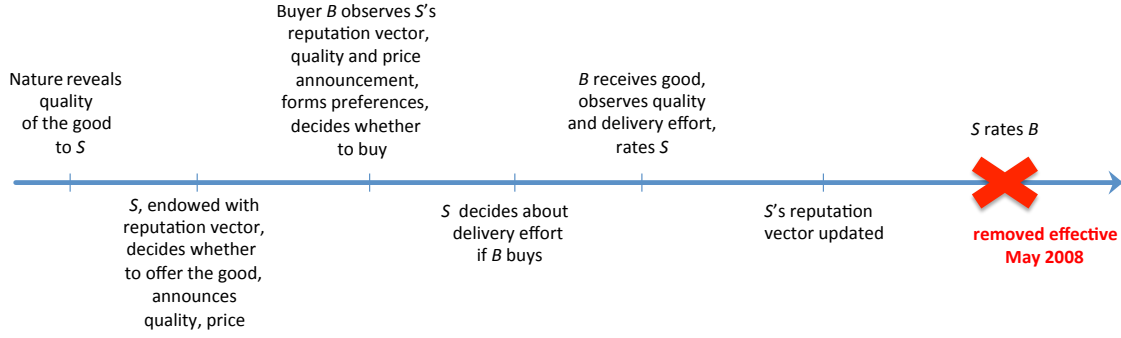 Nature reveals
quality
of the good
to S
S, endowed with
reputation vector,
decides whether
to offer the good,
announces
quality, price
Buyer B observes S's
reputation vector,
quality and price
announcement,
forms preferences,
decides whether
to buy
S decides about
delivery effort
if B buys
B receives good,
observes quality
and delivery effort,
rates S
S's reputation
vector updated
S rates B
removed effective
May 2008